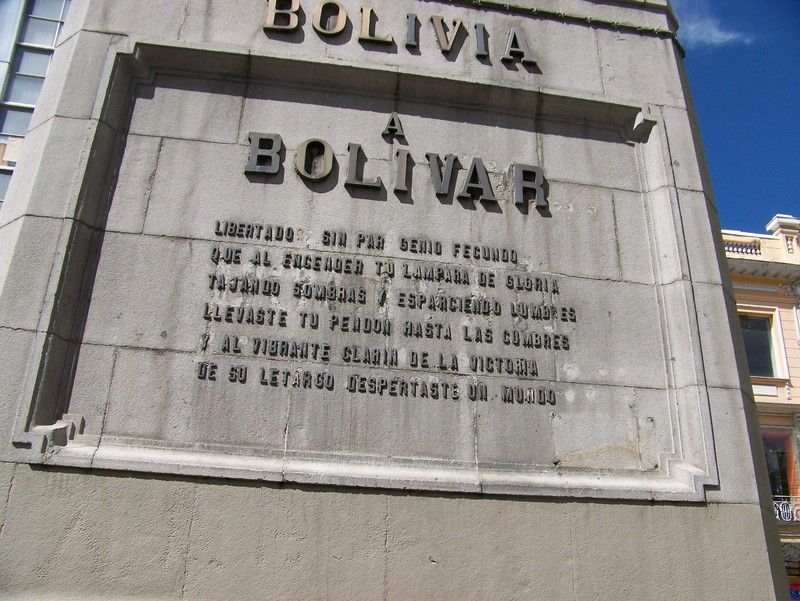 BOLIVIA
A
BOLIVAR
LIBERTADO SIN PAR GENIO FECUNDO
QUE AL ENCENDER TU LAMPARA DE GLORIA
TAJANDO SOMBRAS Y ESPARCIENDO LUMBRES
LLEVASTE TU PENDON HASTA LAS CUMBRES
Y AL VIBRANTE CLARIN DE LA VICTORIA
DE SU LETARGO DESPERTASTE UN MUNDO